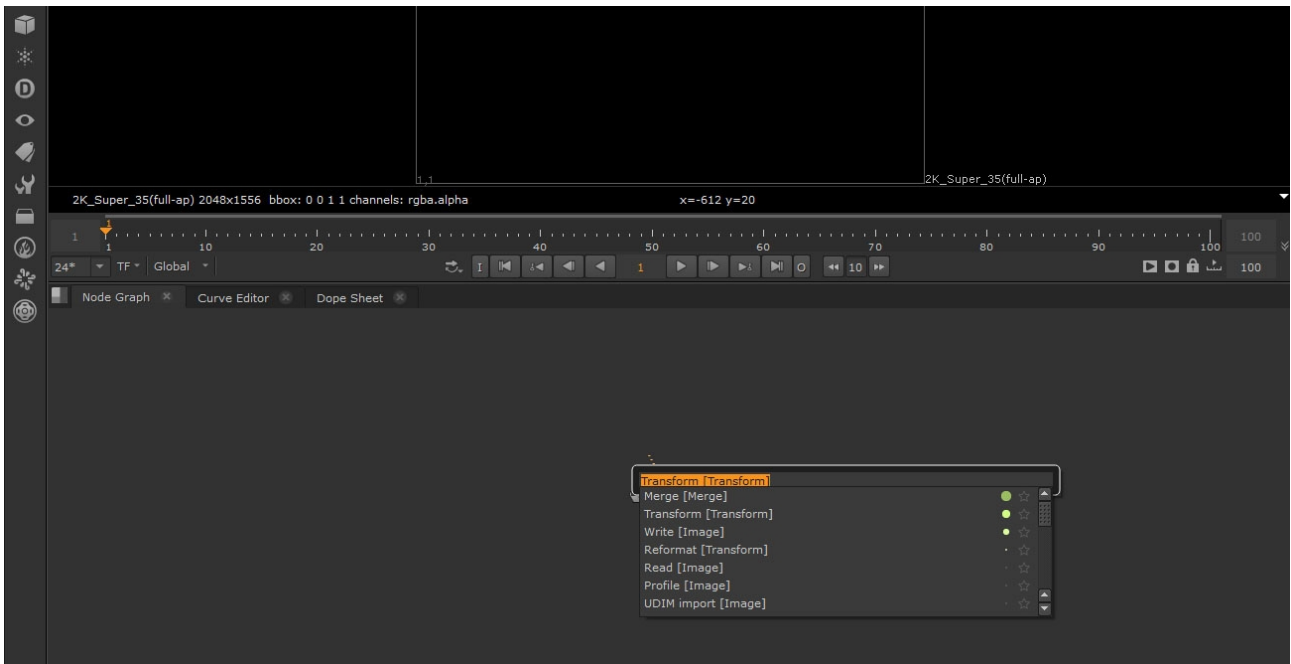 D
1,1
2K_Super_35(full-ap)
2K_Super_35(full-ap) 2048x1556 bbox: 0 0 1 1 channels: rgba.alpha x=-612 y=20
1
1 1 10 20 30 40 50 60 70 80 90 100 100
24* TF Global I 1 O 10 100
Node Graph Curve Editor Dope Sheet
Transform [Transform]
Merge [Merge]
Transform [Transform]
Write [Image]
Reformat [Transform]
Read [Image]
Profile [Image]
UDIM import [Image]